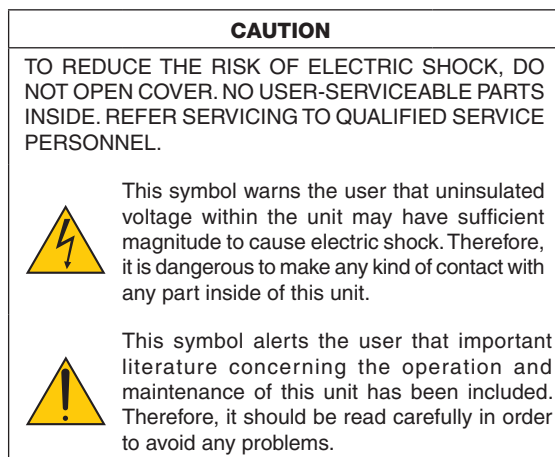 CAUTION
TO REDUCE THE RISK OF ELECTRIC SHOCK, DO
NOT OPEN COVER. NO USER-SERVICEABLE PARTS
INSIDE. REFER SERVICING TO QUALIFIED SERVICE
PERSONNEL.
This symbol warns the user that uninsulated
voltage within the unit may have sufficient
magnitude to cause electric shock. Therefore,
it is dangerous to make any kind of contact with
any part inside of this unit.
This symbol alerts the user that important
literature concerning the operation and
maintenance of this unit has been included.
Therefore, it should be read carefully in order
to avoid any problems.